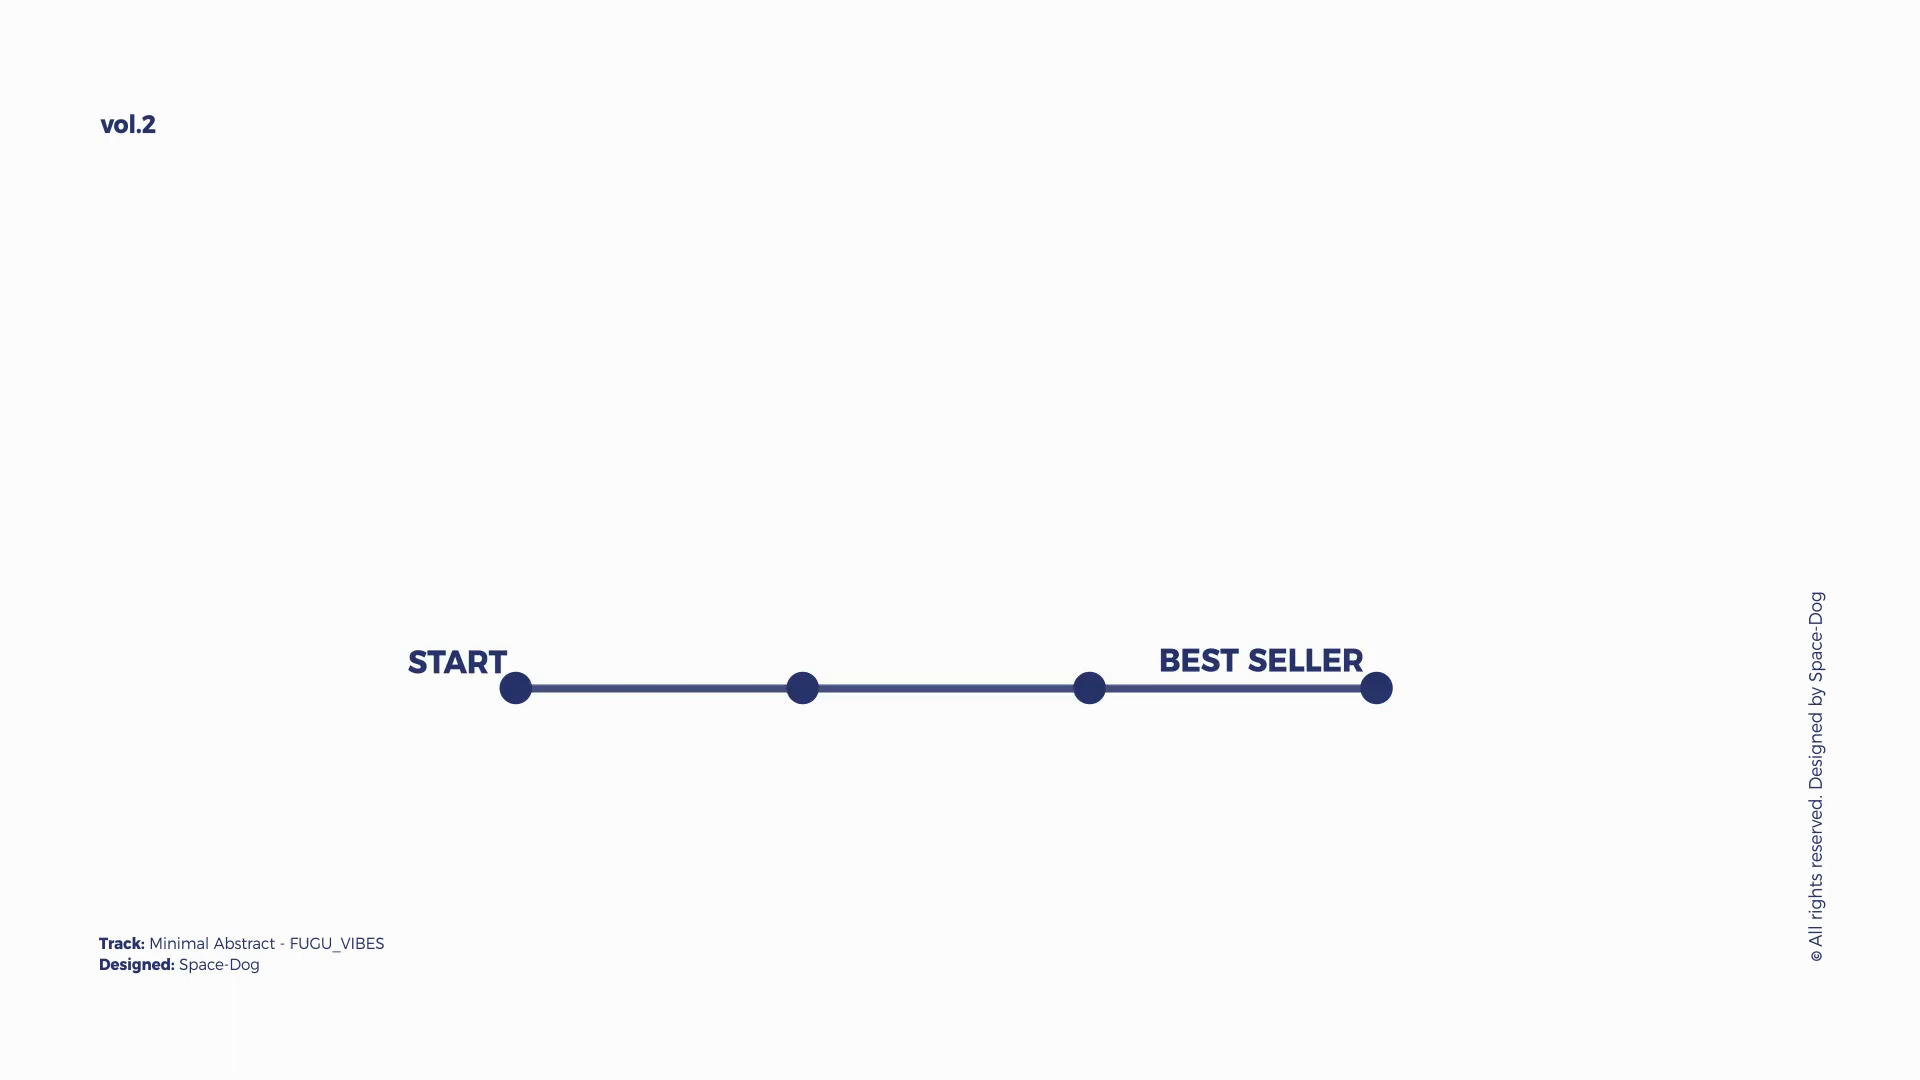 vol.2
START
BEST SELLER
Track: Minimal Abstract - FUGU_VIBES
Designed: Space-Dog
© All rights reserved. Designed by Space-Dog